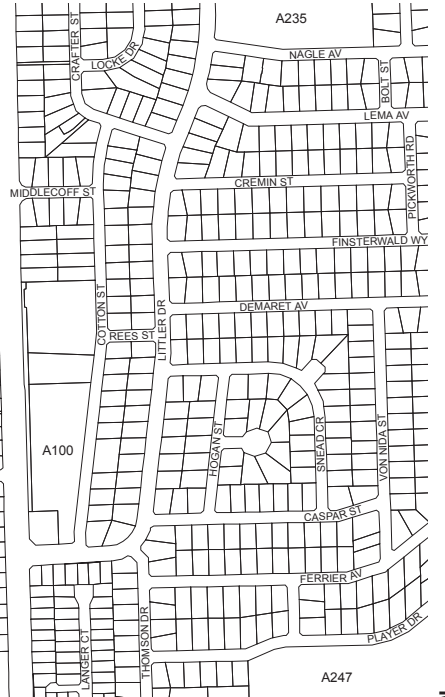 A235
CRAFTER ST
LOCKE DR
NAGLE AV
BOLT ST
LEMA AV
PICKWORTH RD
CREMIN ST
MIDDLECOFF ST
FINSTERWALD WY
COTTON ST
LITTLER DR
DEMARET AV
REES ST
HOGAN ST
SNEAD CR
VON NIDA ST
A100
CASPAR ST
FERRIER AV
THOMSON DR
LANGER CT
PLAYER DR
A247